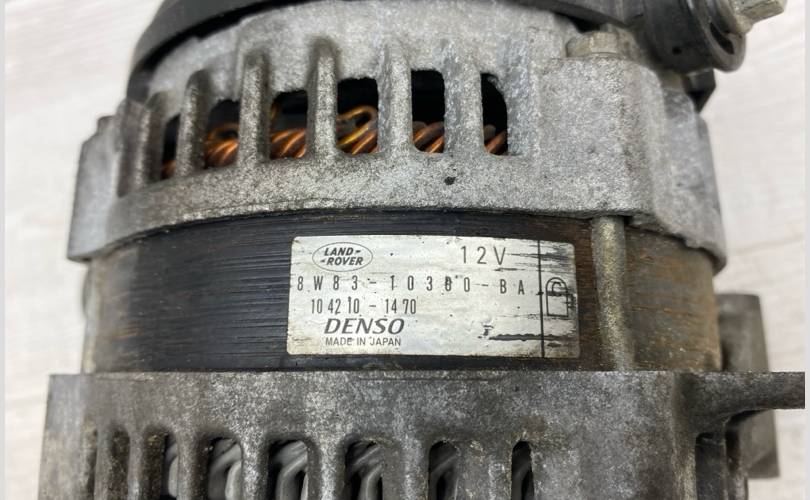 LAND-
-ROVER
12V
8W83-10300-BA
104210-1470
DENSO
MADE IN JAPAN